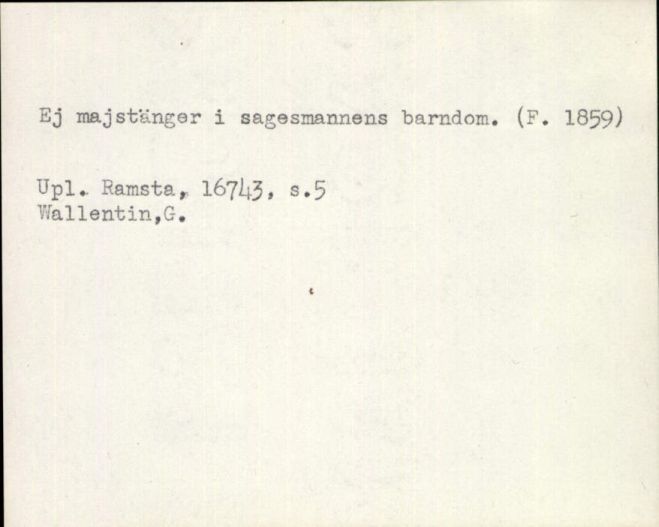 Ej majstänger i sagesmannens barndom. (F. 1859)
Upl. Ramsta, 16743, s.5
Wallentin,G.